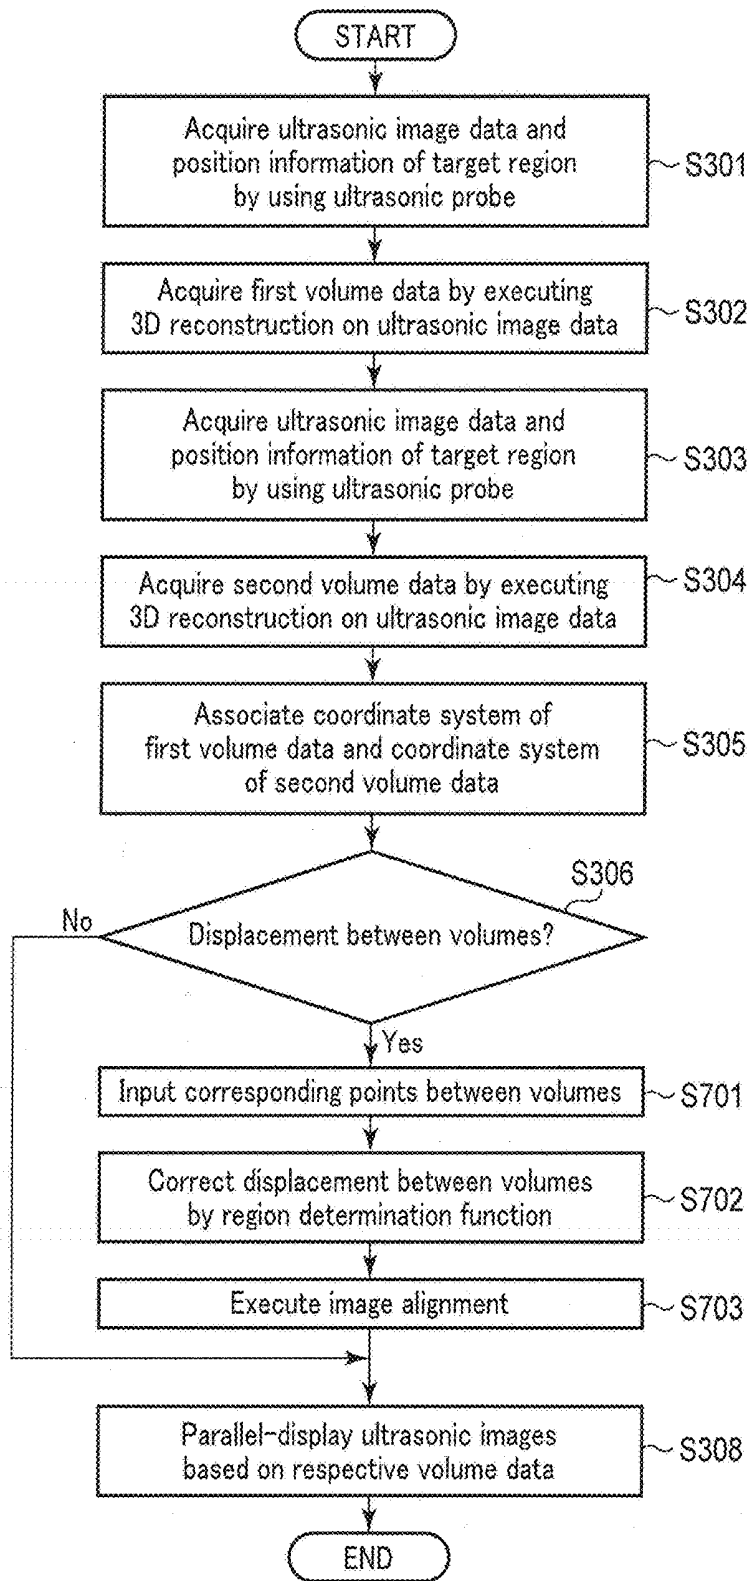 START
Acquire ultrasonic image data and
position information of target region
by using ultrasonic probe
S301
Acquire first volume data by executing
3D reconstruction on ultrasonic image data
S302
Acquire ultrasonic image data and
position information of target region
by using ultrasonic probe
S303
Acquire second volume data by executing
3D reconstruction on ultrasonic image data
S304
Associate coordinate system of
first volume data and coordinate system
of second volume data
S305
S306
No
Displacement between volumes?
Yes
Input corresponding points between volumes
S701
Correct displacement between volumes
by region determination function
S702
Execute image alignment
S703
Parallel-display ultrasonic images
based on respective volume data
S308
END